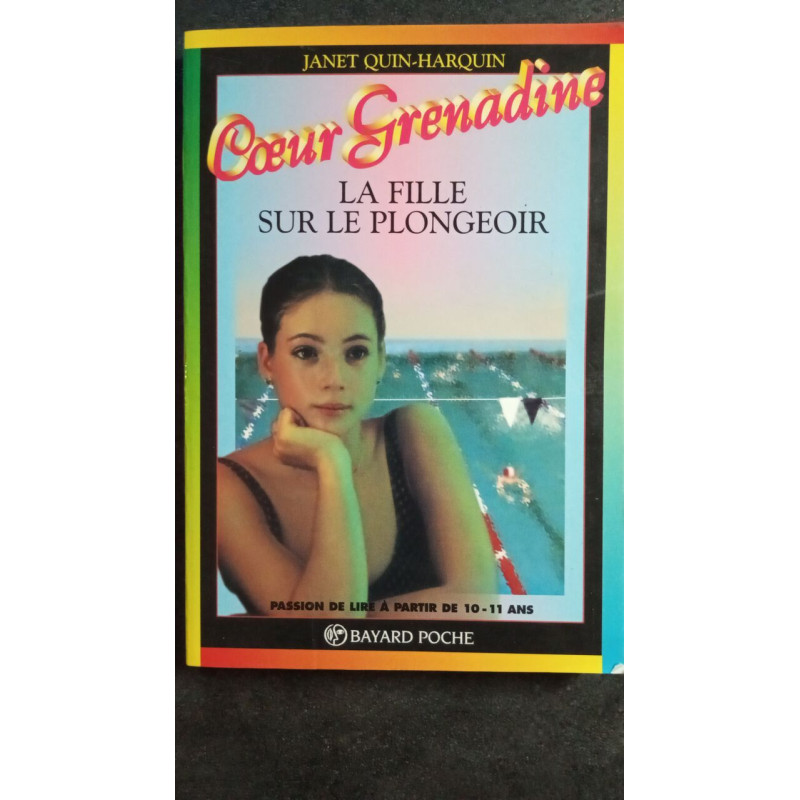 JANET QUIN-HARQUIN
Cœur Grenadine
LA FILLE
SUR LE PLONGEOIR
PASSION DE LIRE À PARTIR DE 10-11 ANS
BAYARD POCHE